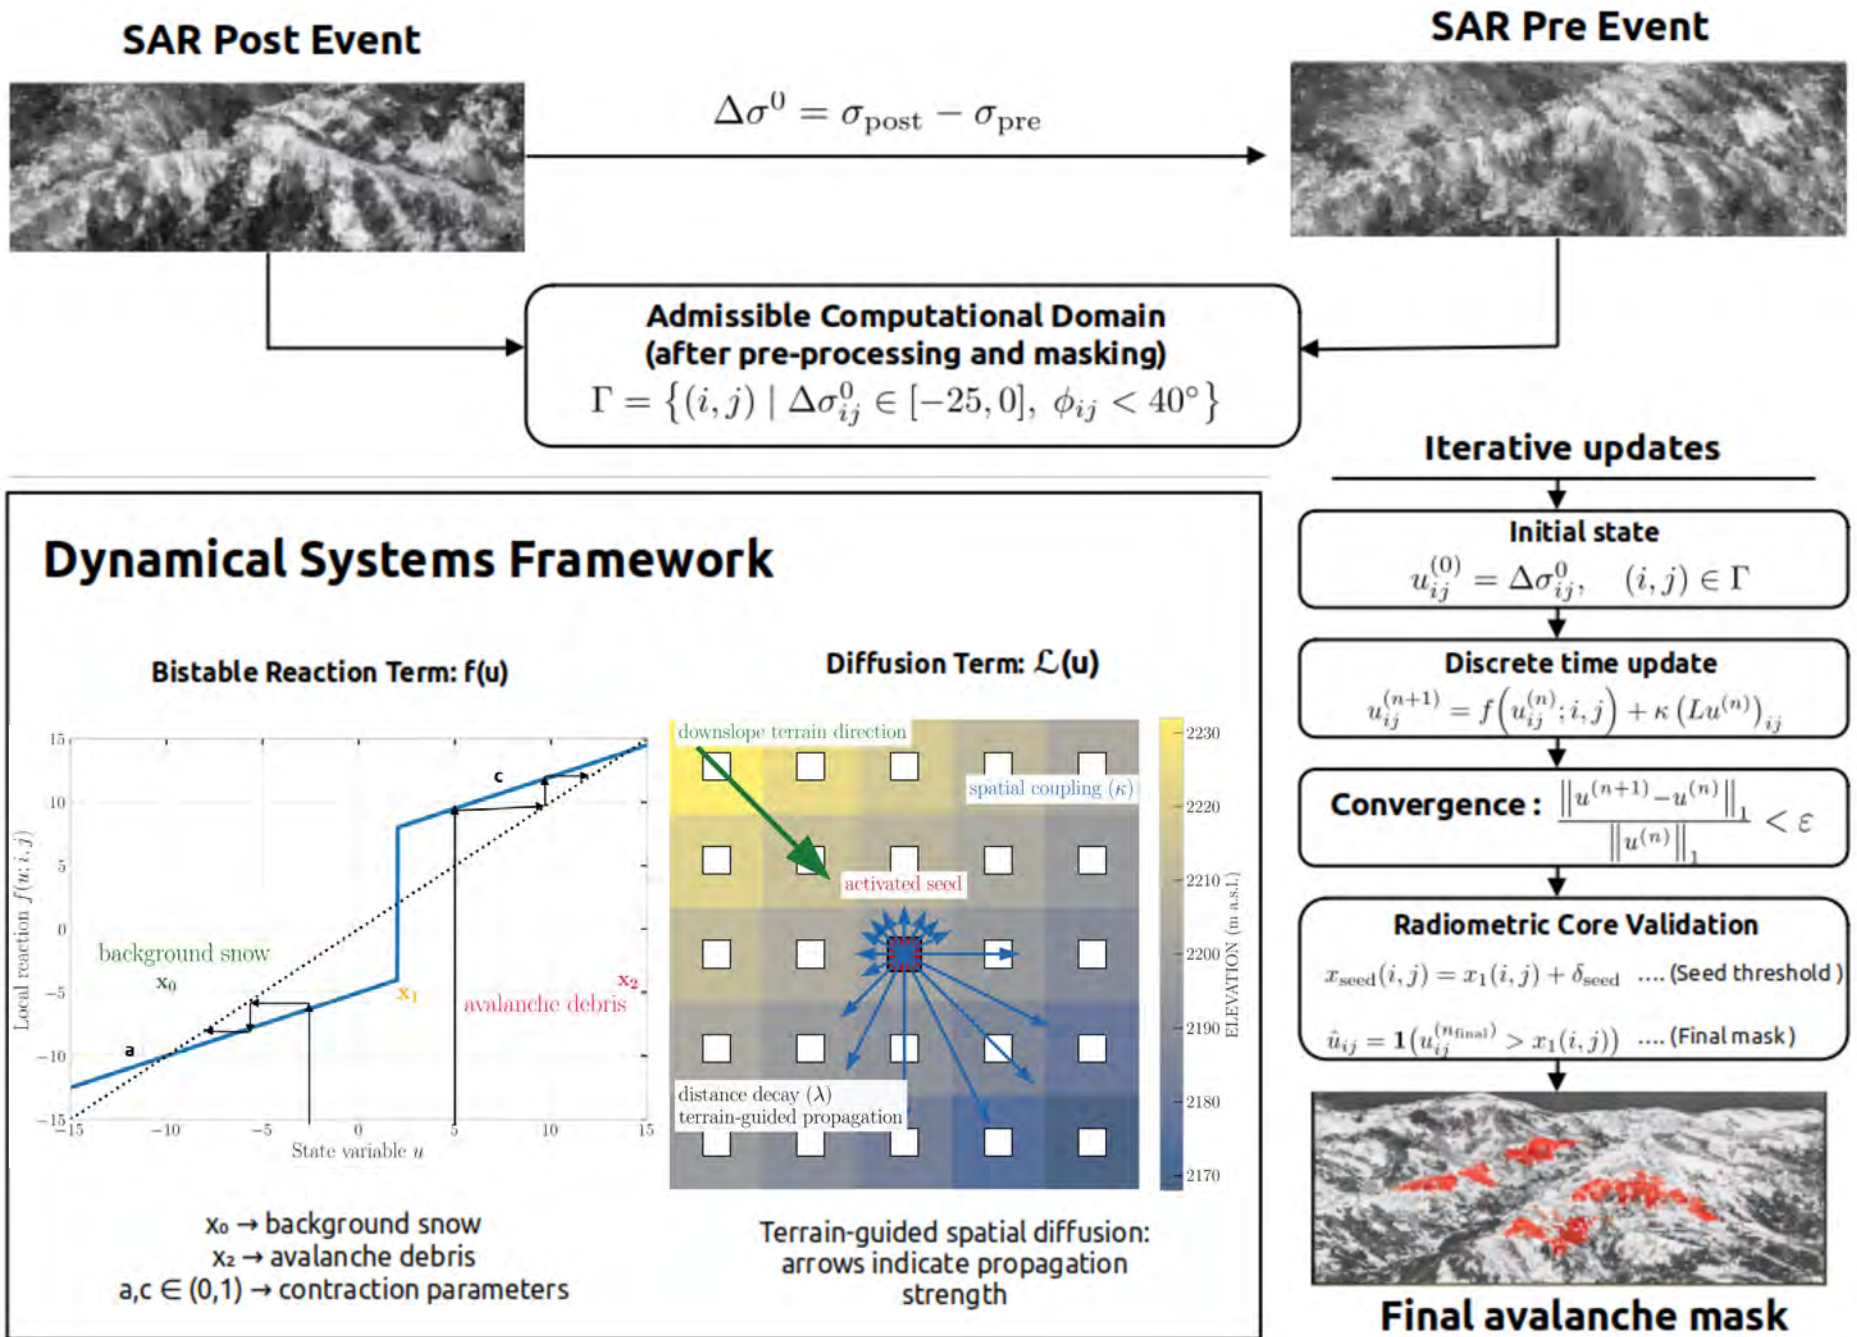 SAR Post Event
SAR Pre Event
Δσ⁰ = σ_post − σ_pre
Admissible Computational Domain
(after pre-processing and masking)
Γ = {(i, j) | Δσ⁰_ij ∈ [−25, 0], ϕ_ij < 40°}
Dynamical Systems Framework
Bistable Reaction Term: f(u)
15
10
5
0
−5
−10
−15
Local reaction f(u; i, j)
c
background snow
x₀
x₁
x₂
avalanche debris
a
−15
−10
−5
0
5
10
15
State variable u
x₀ → background snow
x₂ → avalanche debris
a,c ∈ (0,1) → contraction parameters
Diffusion Term: ℒ(u)
downslope terrain direction
spatial coupling (κ)
activated seed
distance decay (λ)
terrain-guided propagation
2230
2220
2210
2200
2190
2180
2170
ELEVATION (m a.s.l.)
Terrain-guided spatial diffusion:
arrows indicate propagation
strength
Iterative updates
Initial state
u_ij^(0) = Δσ⁰_ij, (i, j) ∈ Γ
Discrete time update
u_ij^(n+1) = f(u_ij^(n); i, j) + κ (Lu^(n))_ij
Convergence : ‖u^(n+1) − u^(n)‖₁ / ‖u^(n)‖₁ < ε
Radiometric Core Validation
x_seed(i, j) = x₁(i, j) + δ_seed .... (Seed threshold )
û_ij = 1(u_ij^(n_final) > x₁(i, j)) .... (Final mask )
Final avalanche mask